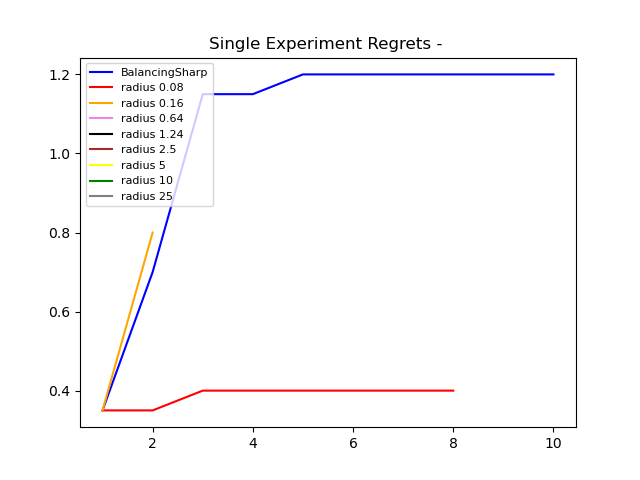 Single Experiment Regrets -
BalancingSharp
radius 0.08
radius 0.16
radius 0.64
radius 1.24
radius 2.5
radius 5
radius 10
radius 25
1.2
1.0
0.8
0.6
0.4
2 4 6 8 10